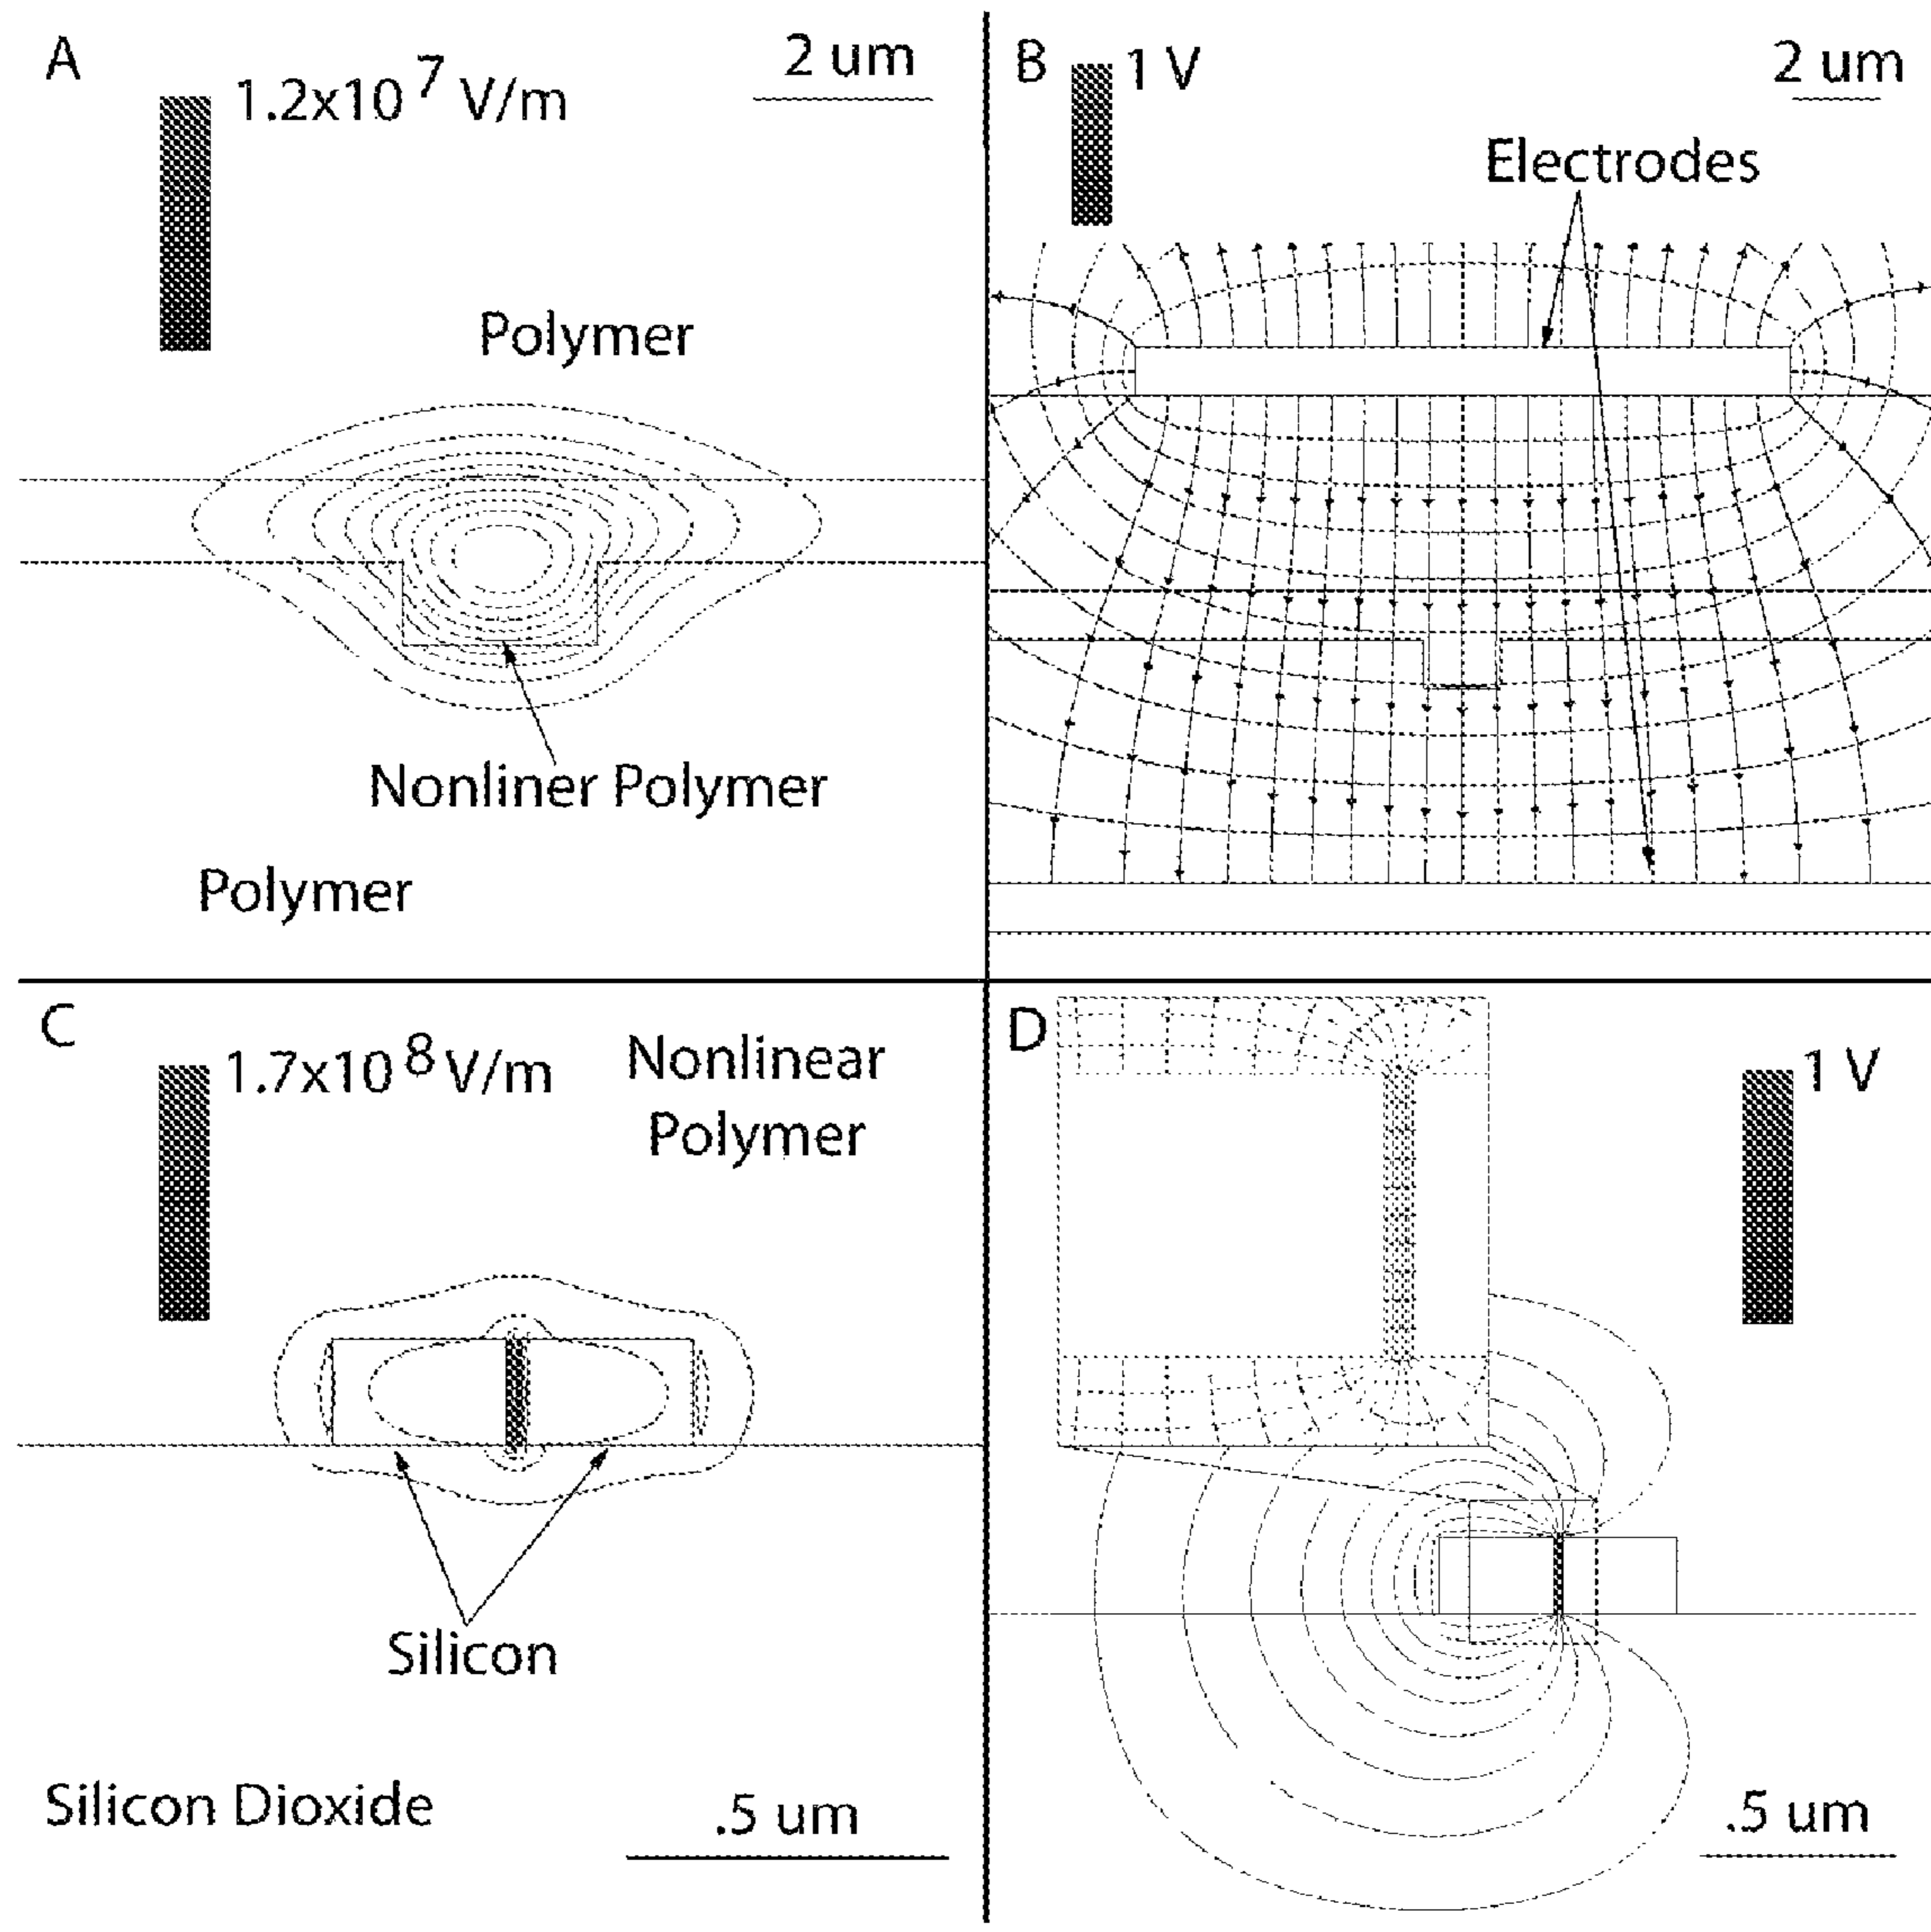 A
1.2x10 7 V/m
2 um
Polymer
Nonliner Polymer
Polymer
B
1 V
2 um
Electrodes
C
1.7x10 8 V/m
Nonlinear
Polymer
Silicon
Silicon Dioxide
.5 um
D
1 V
.5 um